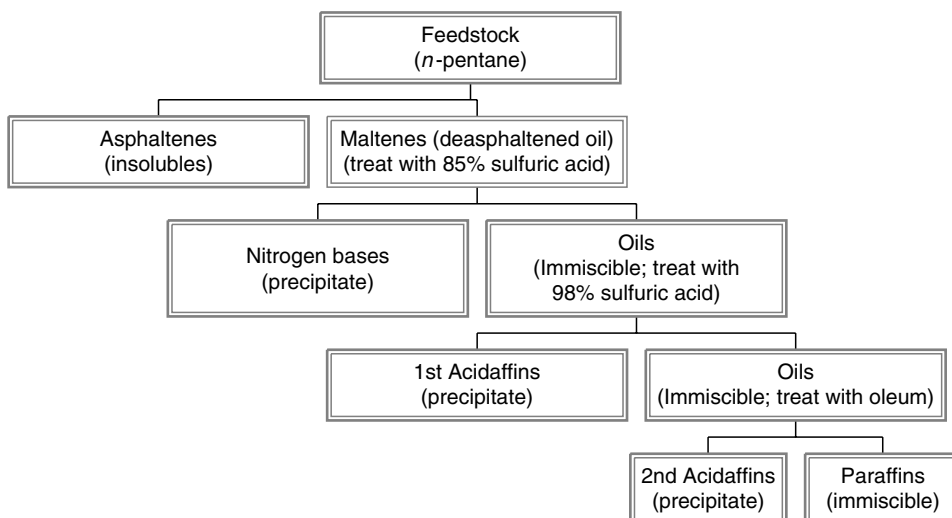 Feedstock
(n-pentane)
Asphaltenes
(insolubles)
Maltenes (deasphaltened oil)
(treat with 85% sulfuric acid)
Nitrogen bases
(precipitate)
Oils
(Immiscible; treat with
98% sulfuric acid)
1st Acidaffins
(precipitate)
Oils
(Immiscible; treat with oleum)
2nd Acidaffins
(precipitate)
Paraffins
(immiscible)